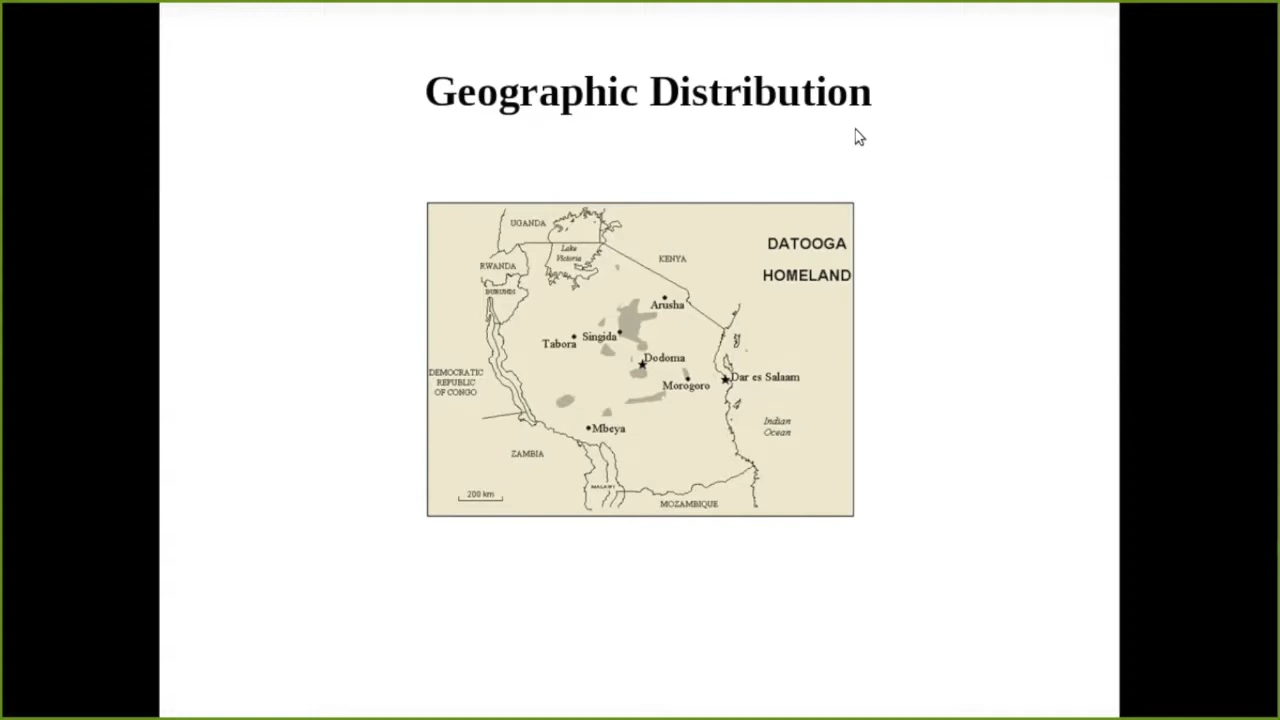 Geographic Distribution
DATOOGA
HOMELAND
UGANDA
Lake
Victoria
KENYA
RWANDA
BURUNDI
Arusha
Singida
Tabora
Dodoma
Dar es Salaam
Morogoro
DEMOCRATIC
REPUBLIC
OF CONGO
Mbeya
Indian
Ocean
ZAMBIA
MALAWI
200 km
MOZAMBIQUE